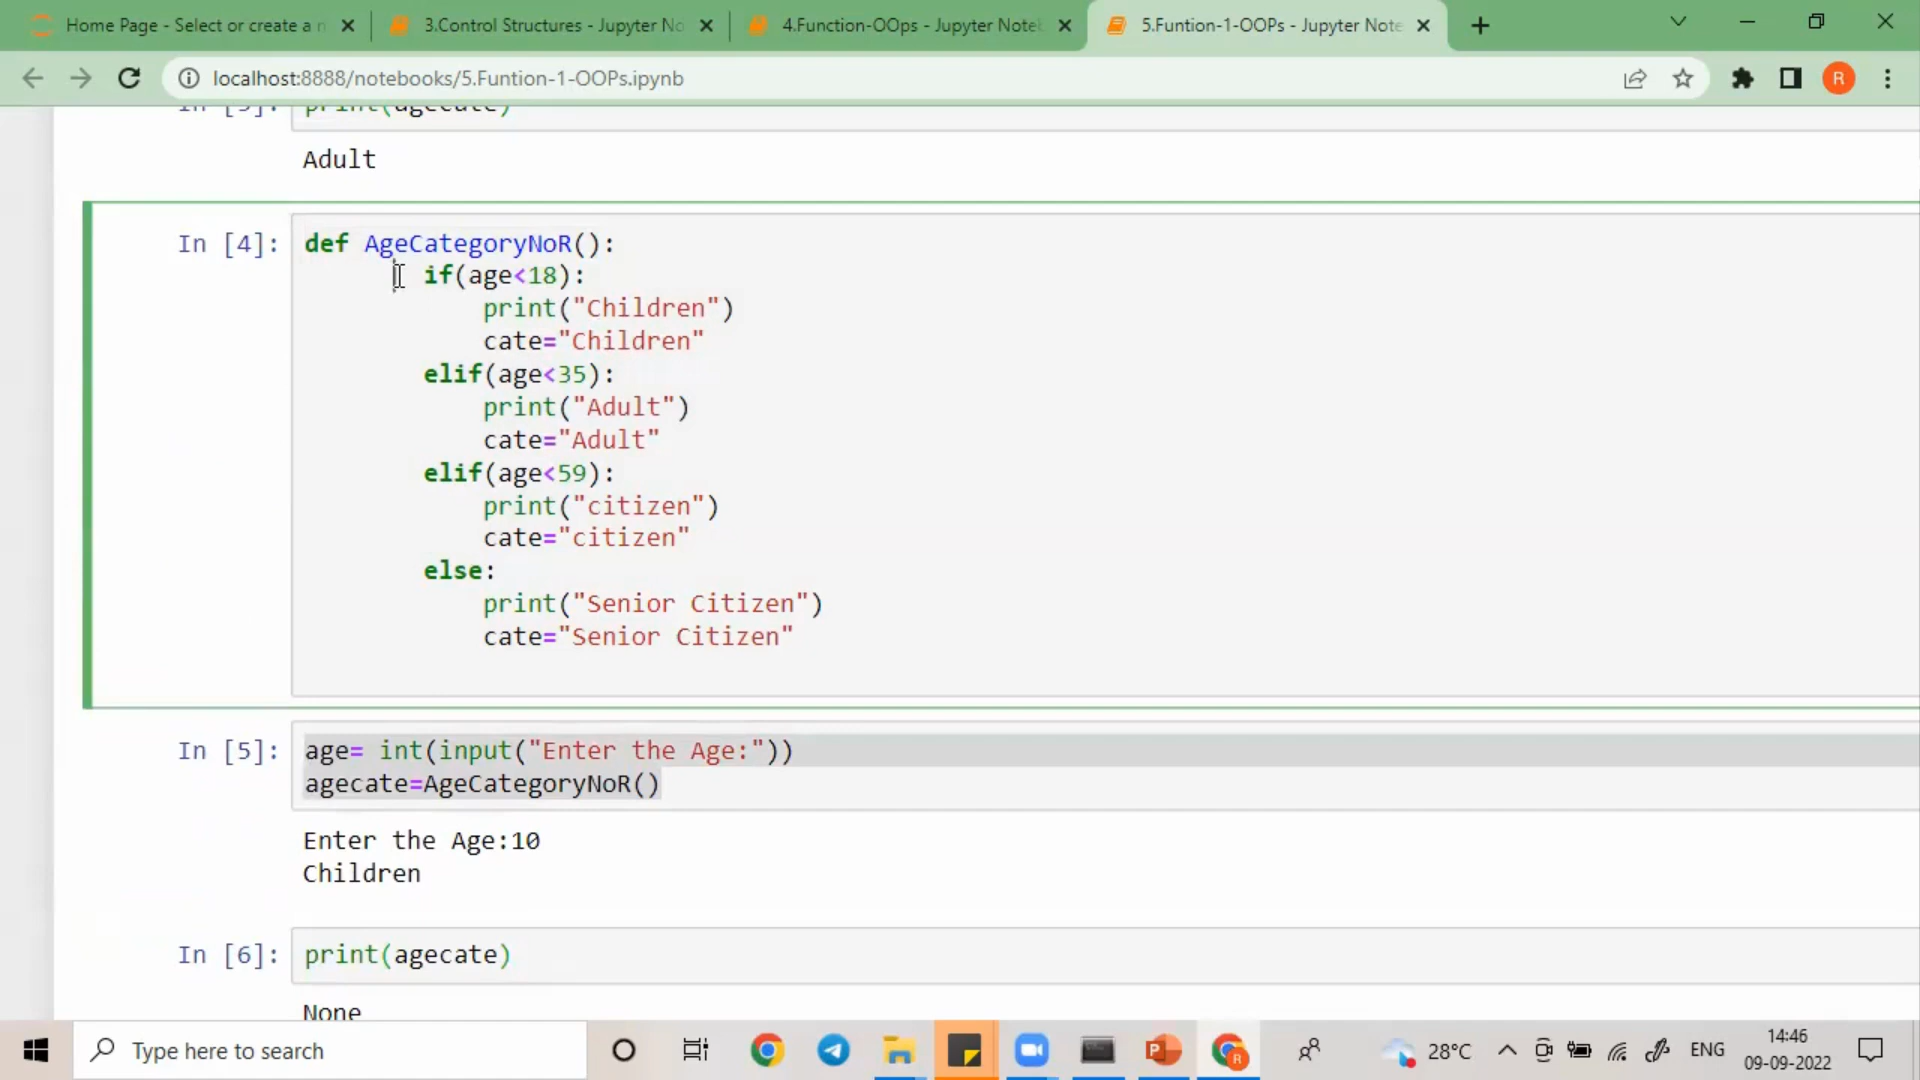 Home Page - Select or create a n
3.Control Structures - Jupyter No
4.Function-OOps - Jupyter Noteb
5.Funtion-1-OOPs - Jupyter Note
localhost:8888/notebooks/5.Funtion-1-OOPs.ipynb
R
print(agecate)
Adult
In [4]: def AgeCategoryNoR():
if(age<18):
print("Children")
cate="Children"
elif(age<35):
print("Adult")
cate="Adult"
elif(age<59):
print("citizen")
cate="citizen"
else:
print("Senior Citizen")
cate="Senior Citizen"
In [5]: age= int(input("Enter the Age:"))
agecate=AgeCategoryNoR()
Enter the Age:10
Children
In [6]: print(agecate)
None
Type here to search
28°C
ENG
14:46
09-09-2022